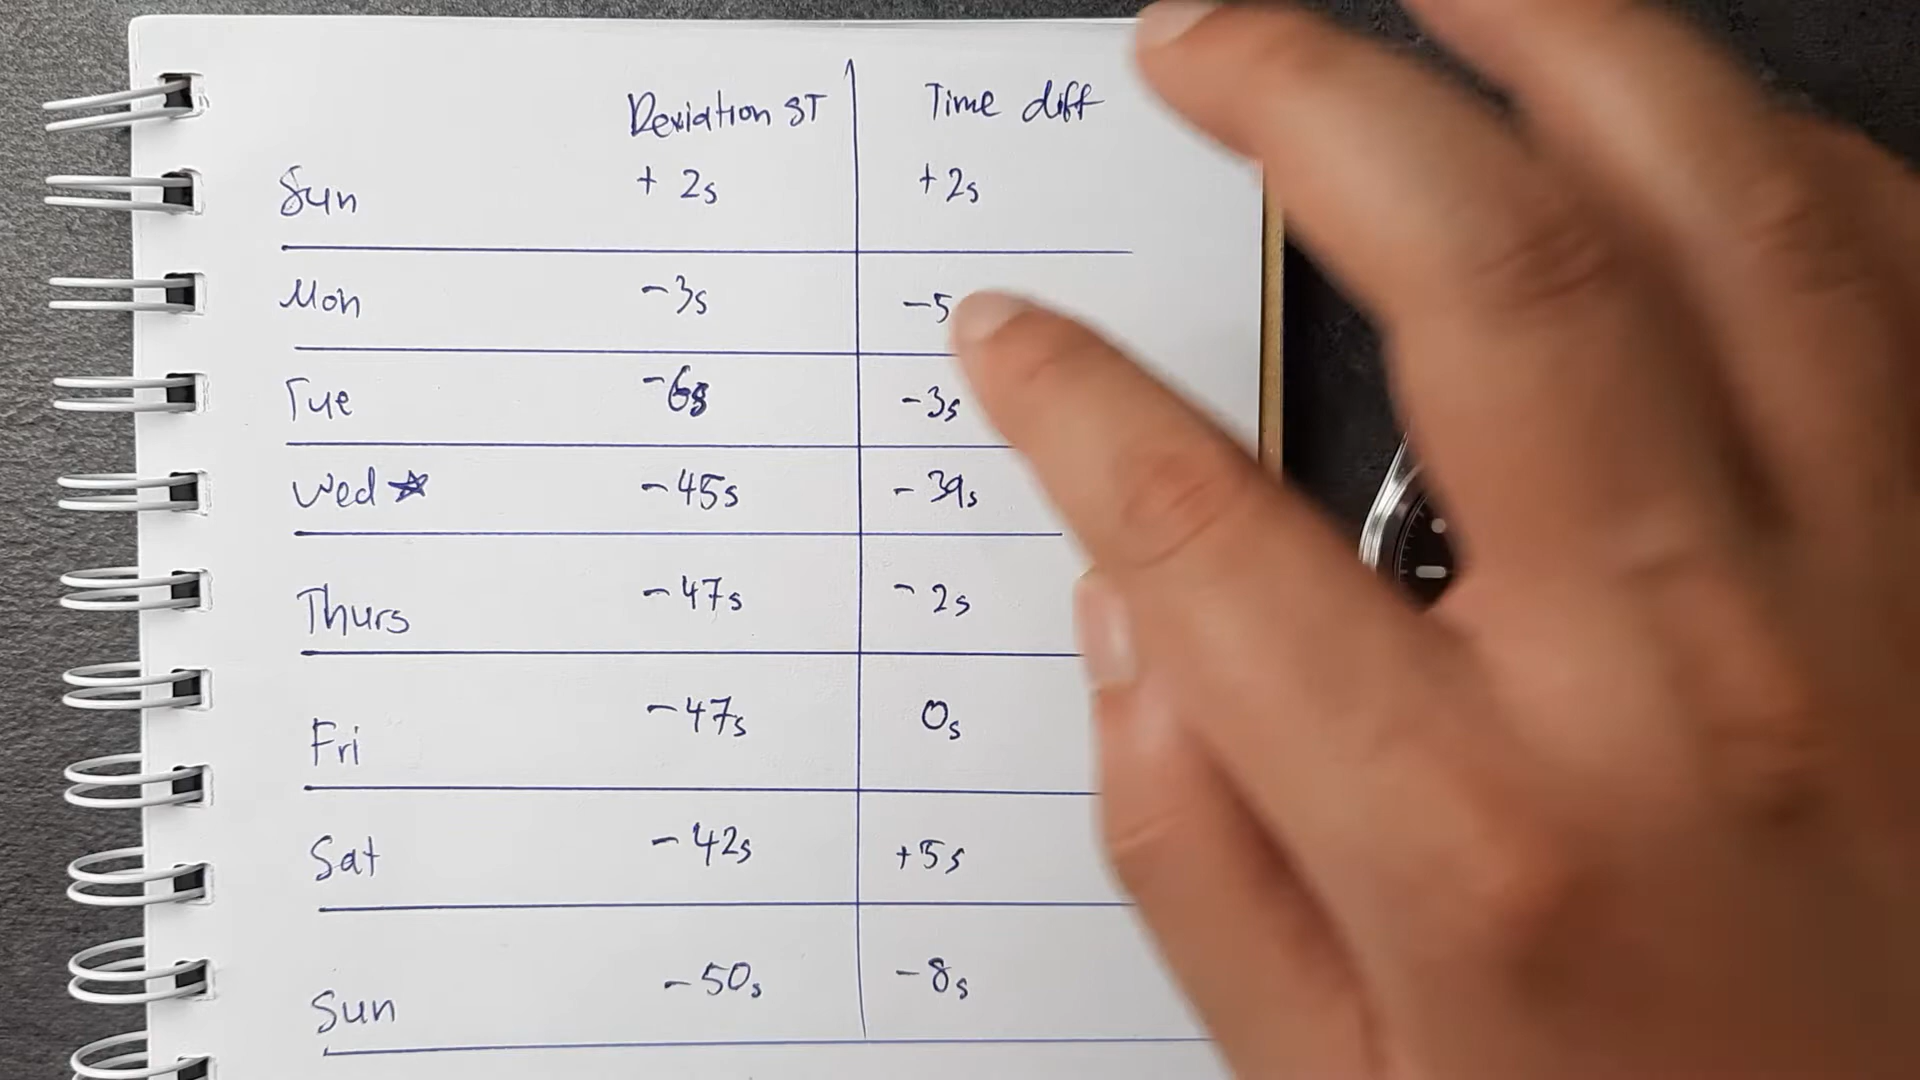 Deviation ST Time diff
Sun + 2s +2s
Mon -3s -5
Tue -6s -3s
Wed -45s -39s
Thurs -47s -2s
Fri -47s 0s
Sat -42s +5s
Sun -50s -8s